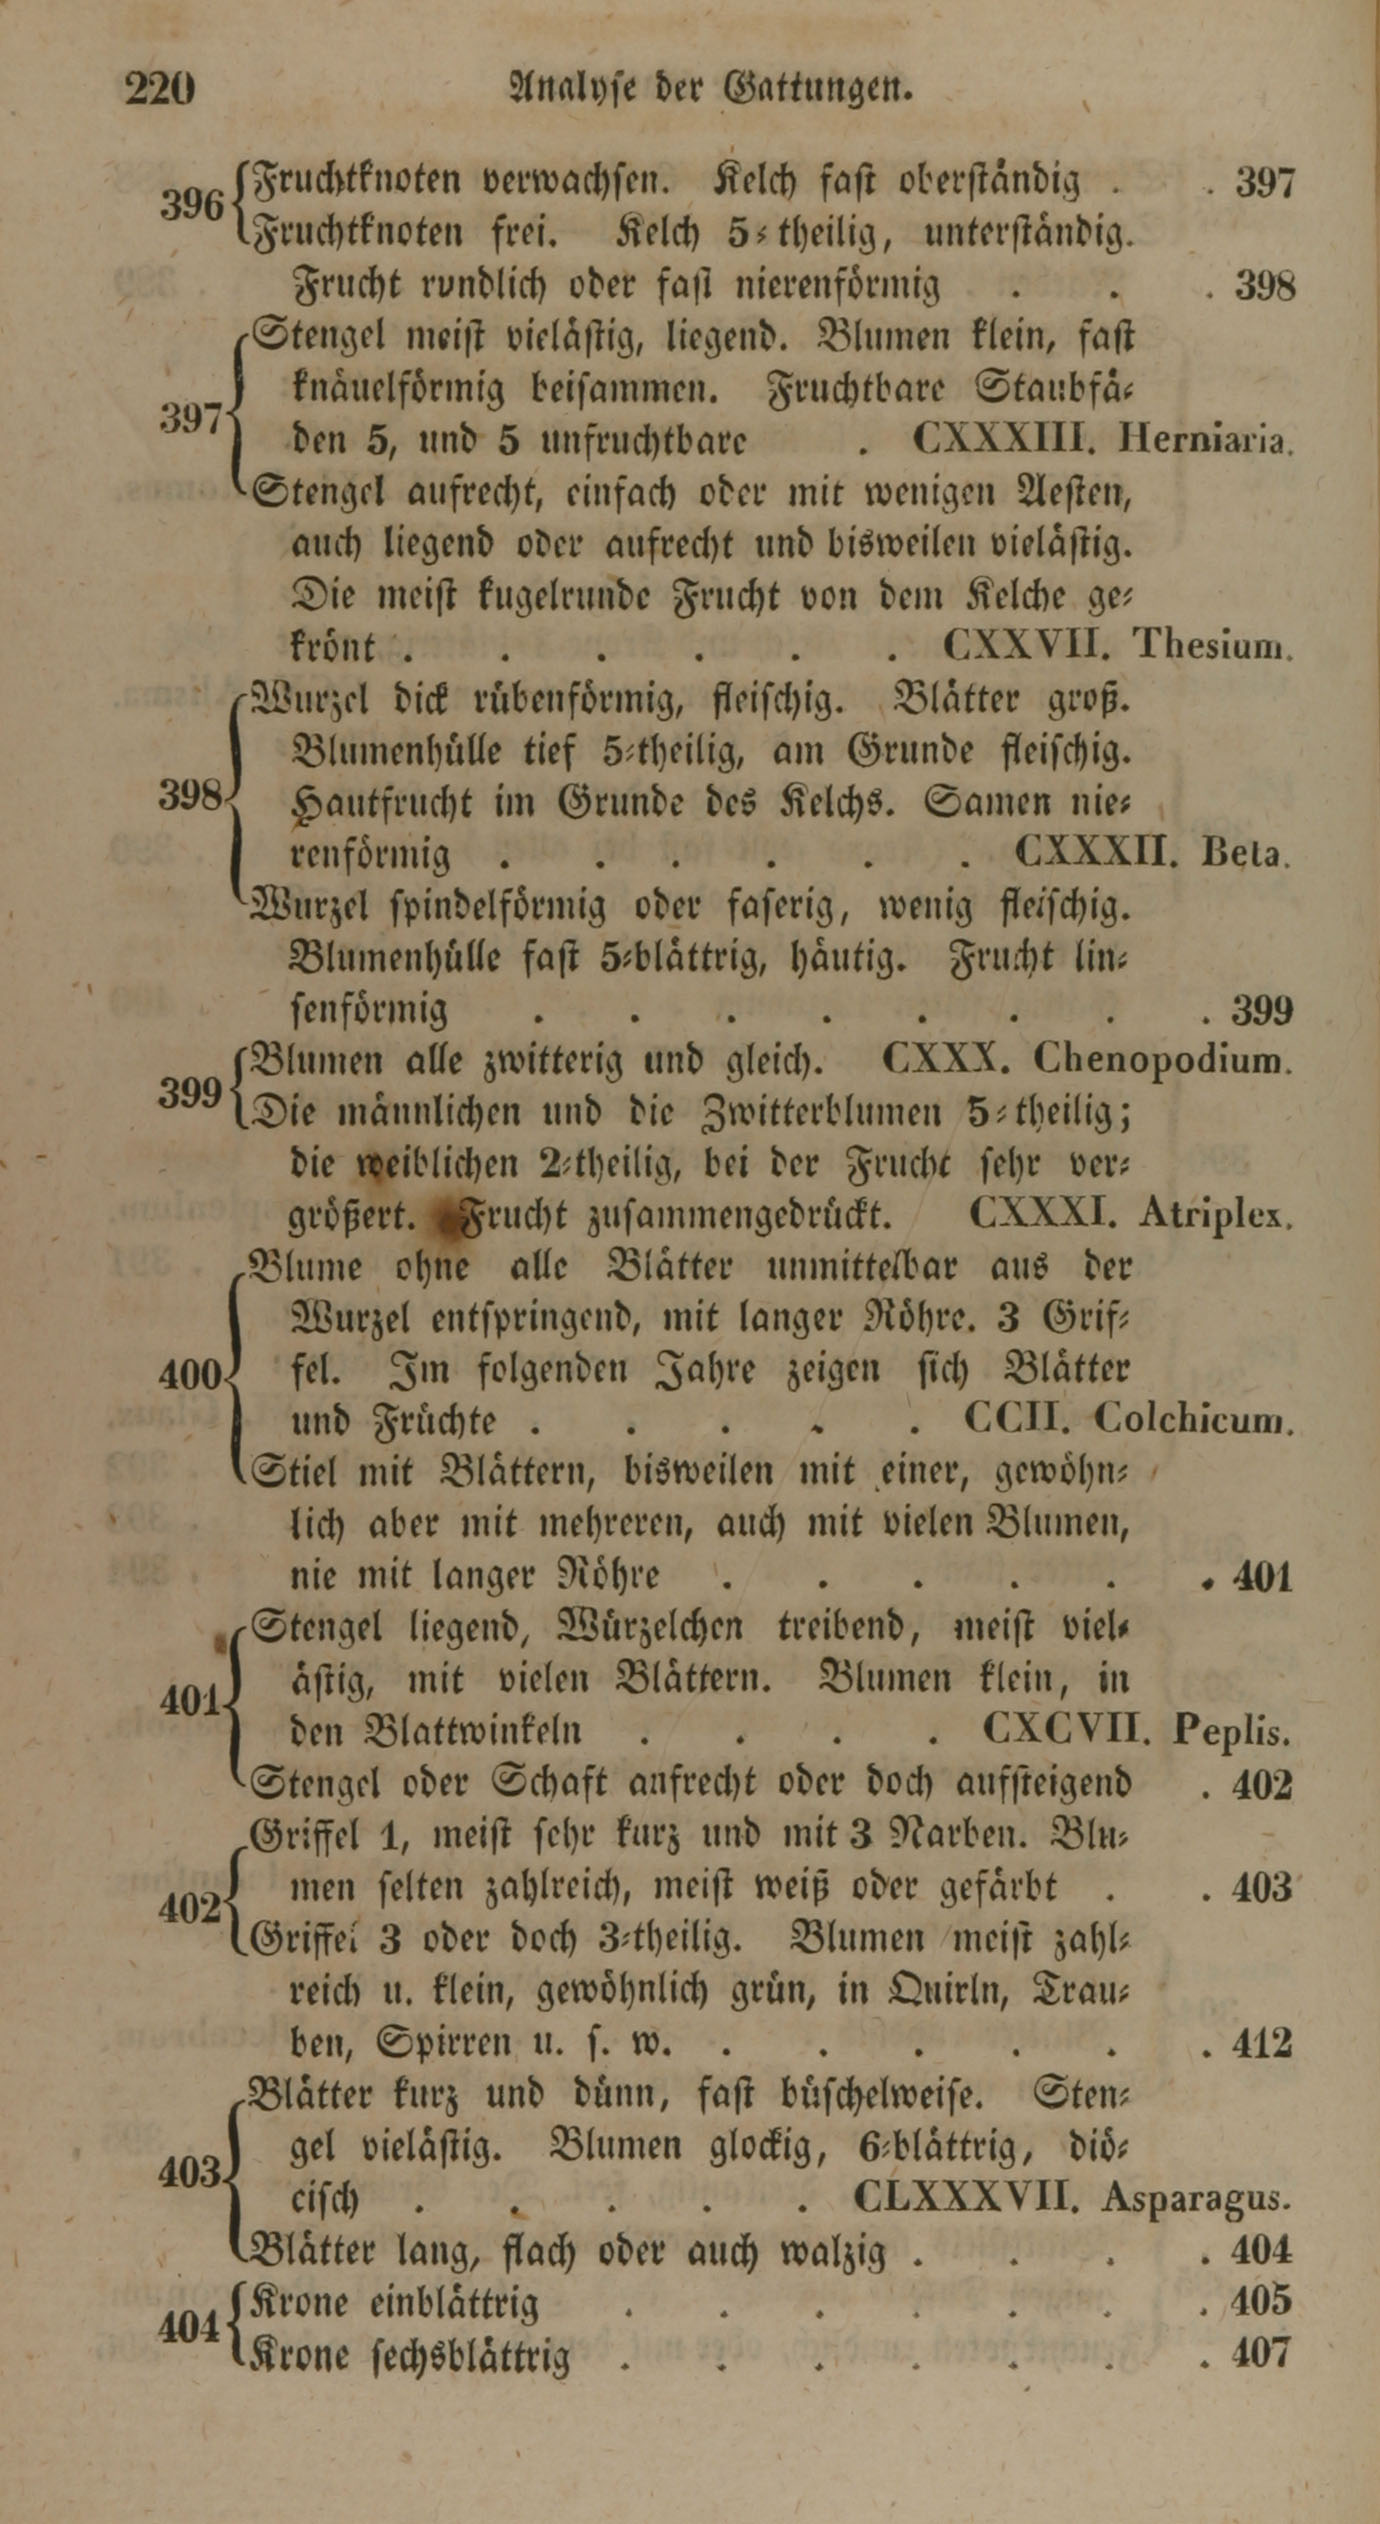 220 Analyse der Gattungen.
396 Fruchtknoten verwachsen. Kelch fast oberständig . . 397
Fruchtknoten frei. Kelch 5-theilig, unterständig.
Frucht rundlich oder fast nierenförmig . . . 398
Stengel meist vielästig, liegend. Blumen klein, fast
knäuelförmig beisammen. Fruchtbare Staubfä-
397 den 5, und 5 unfruchtbare . CXXXIII. Herniaria.
Stengel aufrecht, einfach oder mit wenigen Aesten,
auch liegend oder aufrecht und bisweilen vielästig.
Die meist kugelrunde Frucht von dem Kelche ge-
krönt . . . . . . CXXVII. Thesium.
Wurzel dick rübenförmig, fleischig. Blätter groß.
Blumenhülle tief 5-theilig, am Grunde fleischig.
398 Hautfrucht im Grunde des Kelchs. Samen nie-
renförmig . . . . . . CXXXII. Beta.
Wurzel spindelförmig oder faserig, wenig fleischig.
Blumenhülle fast 5-blättrig, häutig. Frucht lin-
senförmig . . . . . . . . 399
399 Blumen alle zwitterig und gleich. CXXX. Chenopodium.
Die männlichen und die Zwitterblumen 5-theilig;
die weiblichen 2-theilig, bei der Frucht sehr ver-
größert. Frucht zusammengedrückt. CXXXI. Atriplex.
Blume ohne alle Blätter unmittelbar aus der
Wurzel entspringend, mit langer Röhre. 3 Grif-
400 fel. Im folgenden Jahre zeigen sich Blätter
und Früchte . . . . . CCII. Colchicum.
Stiel mit Blättern, bisweilen mit einer, gewöhn-
lich aber mit mehreren, auch mit vielen Blumen,
nie mit langer Röhre . . . . . . 401
Stengel liegend, Würzelchen treibend, meist viel-
401 ästig, mit vielen Blättern. Blumen klein, in
den Blattwinkeln . . . . CXCVII. Peplis.
Stengel oder Schaft aufrecht oder doch aufsteigend . 402
Griffel 1, meist sehr kurz und mit 3 Narben. Blu-
402 men selten zahlreich, meist weiß oder gefärbt . . 403
Griffel 3 oder doch 3-theilig. Blumen meist zahl-
reich u. klein, gewöhnlich grün, in Quirln, Trau-
ben, Spirren u. s. w. . . . . . . 412
Blätter kurz und dünn, fast büschelweise. Sten-
403 gel vielästig. Blumen glockig, 6-blättrig, diö-
cisch . . . . . CLXXXVII. Asparagus.
Blätter lang, flach oder auch walzig . . . . 404
404 Krone einblättrig . . . . . . . 405
Krone sechsblättrig . . . . . . . 407